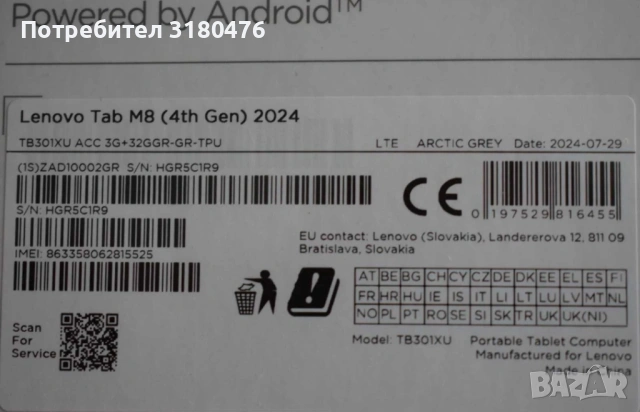 Powered by Android™
Потребител 3180476
Lenovo Tab M8 (4th Gen) 2024
TB301XU ACC 3G+32GGR-GR-TPU LTE ARCTIC GREY Date: 2024-07-29
(1S)ZAD10002GR S/N: HGR5C1R9
S/N: HGR5C1R9
CE
0 197529 816455
IMEI: 863358062815525
EU contact: Lenovo (Slovakia), Landererova 12, 811 09
Bratislava, Slovakia
AT BE BG CH CY CZ DE DK EE EL ES FI
FR HR HU IE IS IT LI LT LU LV MT NL
NO PL PT RO SE SI SK TR UK UK(NI)
Scan
For
Service
Model: TB301XU Portable Tablet Computer
Manufactured for Lenovo
Made in China
BAZAR